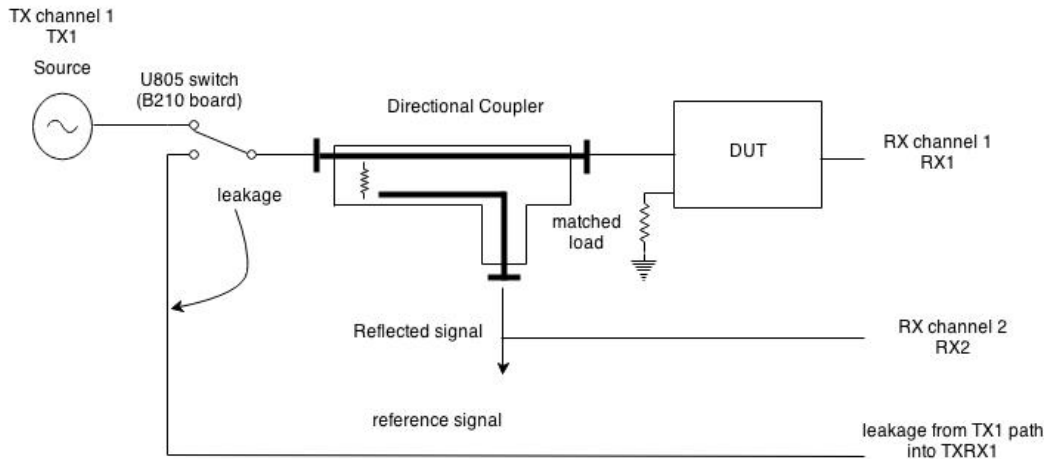 TX channel 1
TX1
Source
U805 switch
(B210 board)
Directional Coupler
DUT
RX channel 1
RX1
leakage
matched
load
Reflected signal
RX channel 2
RX2
reference signal
leakage from TX1 path
into TXRX1